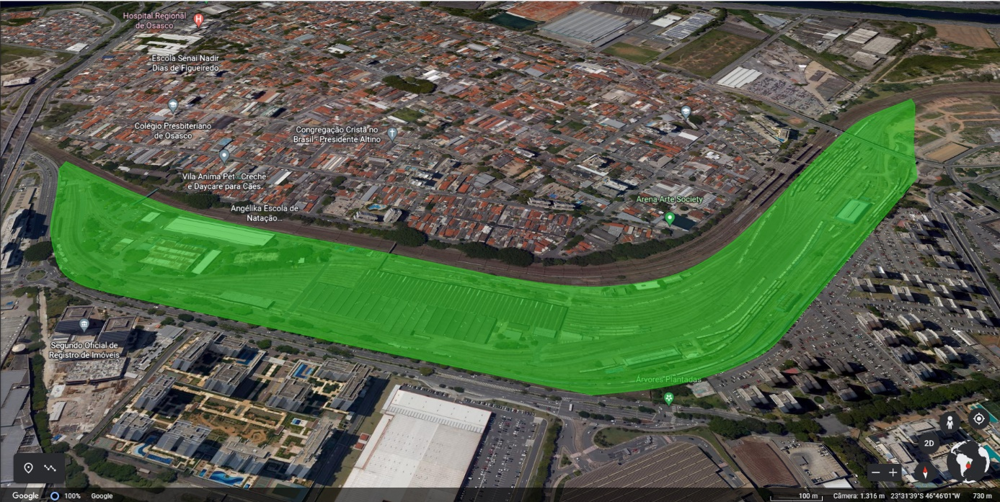 Hospital Regional
de Osasco
Escola Senai Nadir
Dias de Figueiredo
Colégio Presbiteriano
de Osasco
Congregação Cristã no
Brasil - Presidente Altino
Vila Anima Pet - Creche
e Daycare para Cães.
Angélika Escola de
Natação...
Arena Arte Society
Segundo Oficial de
Registro de Imóveis
Árvores Plantadas
2D
Google
100%
Google
100 m
Câmera: 1.316 m
23°31'39"S 46°46'01"W
730 m